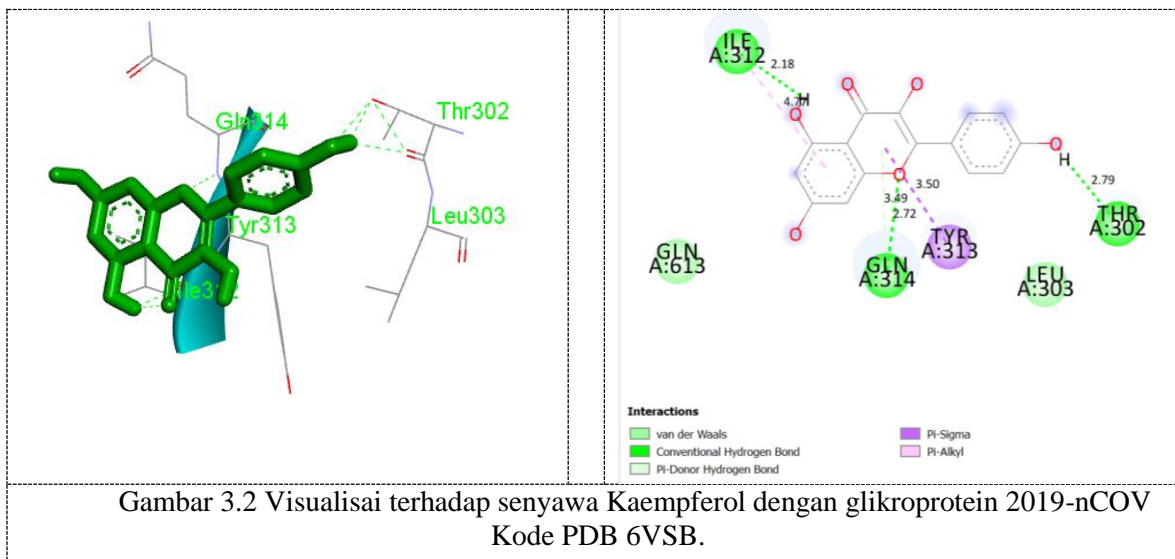 Gln314
Thr302
Tyr313
Leu303
Ile312
ILE
A:312
2.18
4.77
H
O
O
O
O
O
O
H
2.79
3.50
3.49
2.72
THR
A:302
TYR
A:313
GLN
A:613
GLN
A:314
LEU
A:303
Interactions
van der Waals
Conventional Hydrogen Bond
Pi-Donor Hydrogen Bond
Pi-Sigma
Pi-Alkyl
Gambar 3.2 Visualisai terhadap senyawa Kaempferol dengan glikroprotein 2019-nCOV
Kode PDB 6VSB.